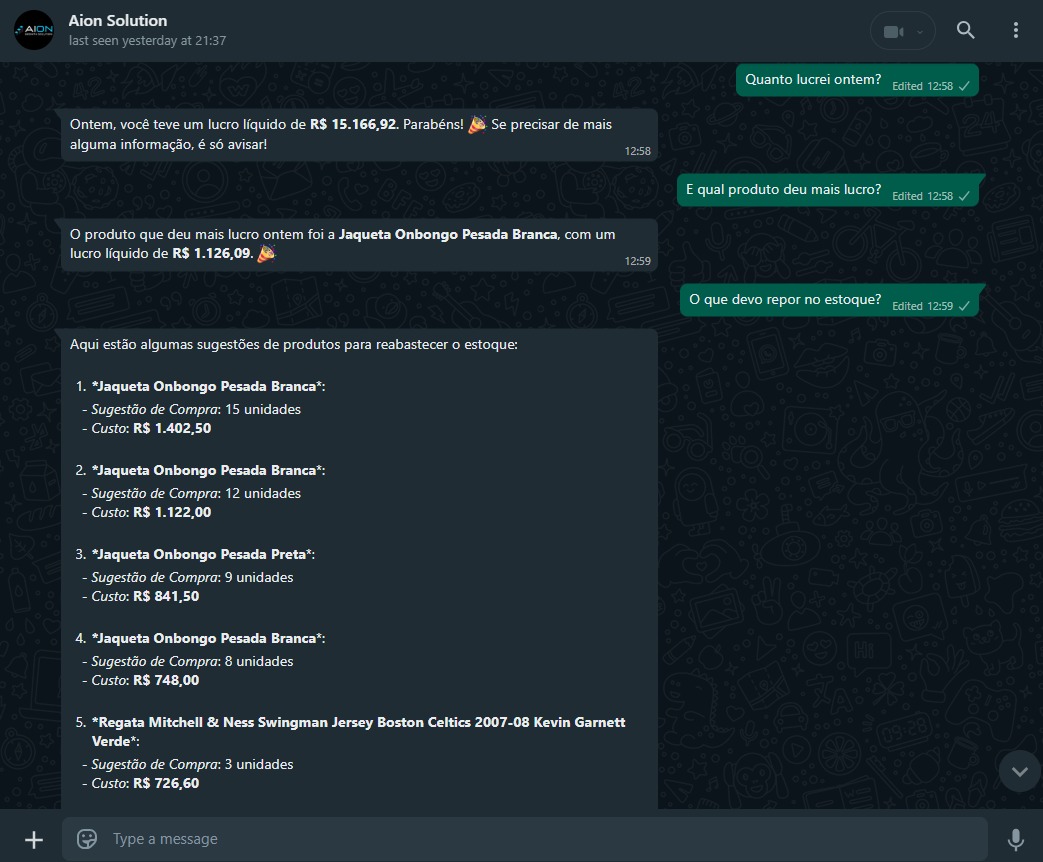 AION
Aion Solution
last seen yesterday at 21:37
Quanto lucrei ontem?
Edited 12:58
Ontem, você teve um lucro líquido de R$ 15.166,92. Parabéns! 🎉 Se precisar de mais
alguma informação, é só avisar!
12:58
E qual produto deu mais lucro?
Edited 12:58
O produto que deu mais lucro ontem foi a Jaqueta Onbongo Pesada Branca, com um
lucro líquido de R$ 1.126,09. 🎉
12:59
O que devo repor no estoque?
Edited 12:59
Aqui estão algumas sugestões de produtos para reabastecer o estoque:
1. *Jaqueta Onbongo Pesada Branca*:
- Sugestão de Compra: 15 unidades
- Custo: R$ 1.402,50
2. *Jaqueta Onbongo Pesada Branca*:
- Sugestão de Compra: 12 unidades
- Custo: R$ 1.122,00
3. *Jaqueta Onbongo Pesada Preta*:
- Sugestão de Compra: 9 unidades
- Custo: R$ 841,50
4. *Jaqueta Onbongo Pesada Branca*:
- Sugestão de Compra: 8 unidades
- Custo: R$ 748,00
5. *Regata Mitchell & Ness Swingman Jersey Boston Celtics 2007-08 Kevin Garnett
Verde*:
- Sugestão de Compra: 3 unidades
- Custo: R$ 726,60
Type a message